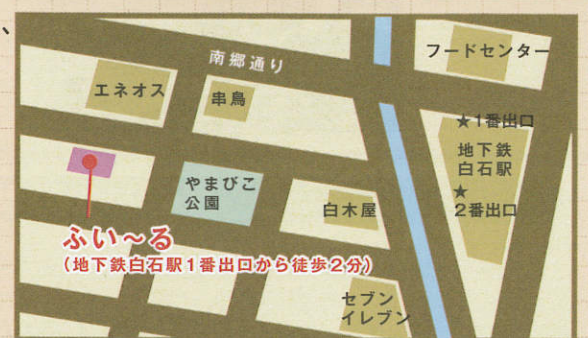 、
南郷通り
フードセンター
エネオス
串鳥
★1番出口
地下鉄
白石駅
★
2番出口
やまびこ
公園
白木屋
ふい～る
(地下鉄白石駅1番出口から徒歩2分)
セブン
イレブン